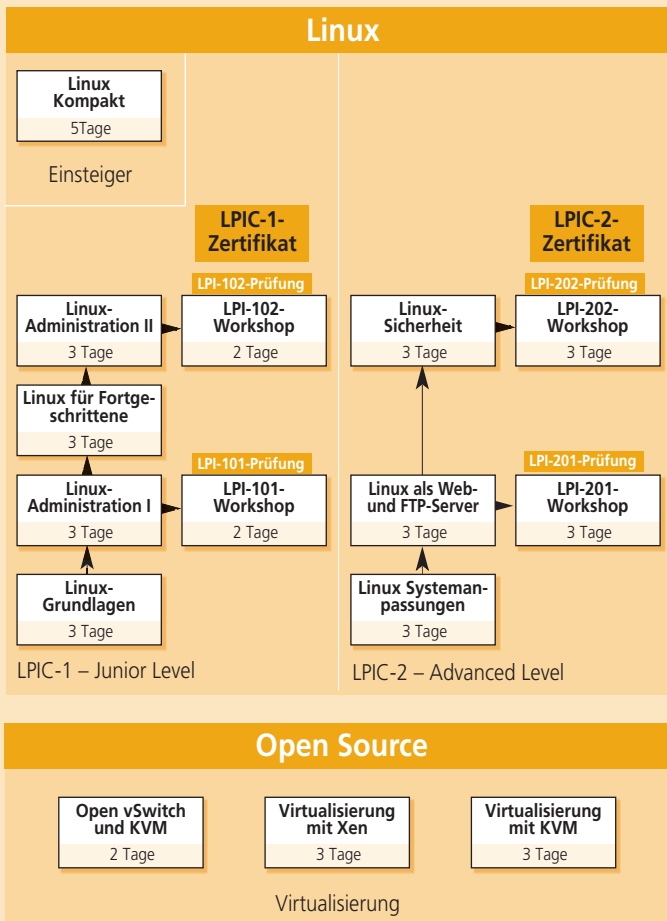 Linux
Linux
Kompakt
5Tage
Einsteiger
LPIC-1-
Zertifikat
LPI-102-Prüfung
Linux-
Administration II
3 Tage
LPI-102-
Workshop
2 Tage
Linux für Fortge-
schrittene
3 Tage
LPI-101-Prüfung
Linux-
Administration I
3 Tage
LPI-101-
Workshop
2 Tage
Linux-
Grundlagen
3 Tage
LPIC-1 – Junior Level
LPIC-2-
Zertifikat
LPI-202-Prüfung
Linux-
Sicherheit
3 Tage
LPI-202-
Workshop
3 Tage
LPI-201-Prüfung
Linux als Web-
und FTP-Server
3 Tage
LPI-201-
Workshop
3 Tage
Linux Systeman-
passungen
3 Tage
LPIC-2 – Advanced Level
Open Source
Open vSwitch
und KVM
2 Tage
Virtualisierung
mit Xen
3 Tage
Virtualisierung
mit KVM
3 Tage
Virtualisierung